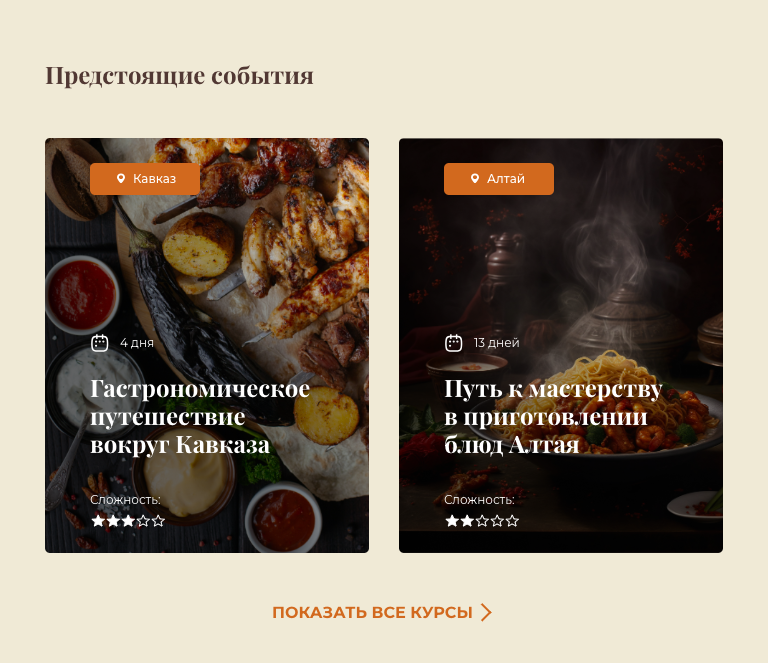 Предстоящие события
Кавказ
4 дня
Гастрономическое
путешествие
вокруг Кавказа
Сложность:
Алтай
13 дней
Путь к мастерству
в приготовлении
блюд Алтая
Сложность:
ПОКАЗАТЬ ВСЕ КУРСЫ